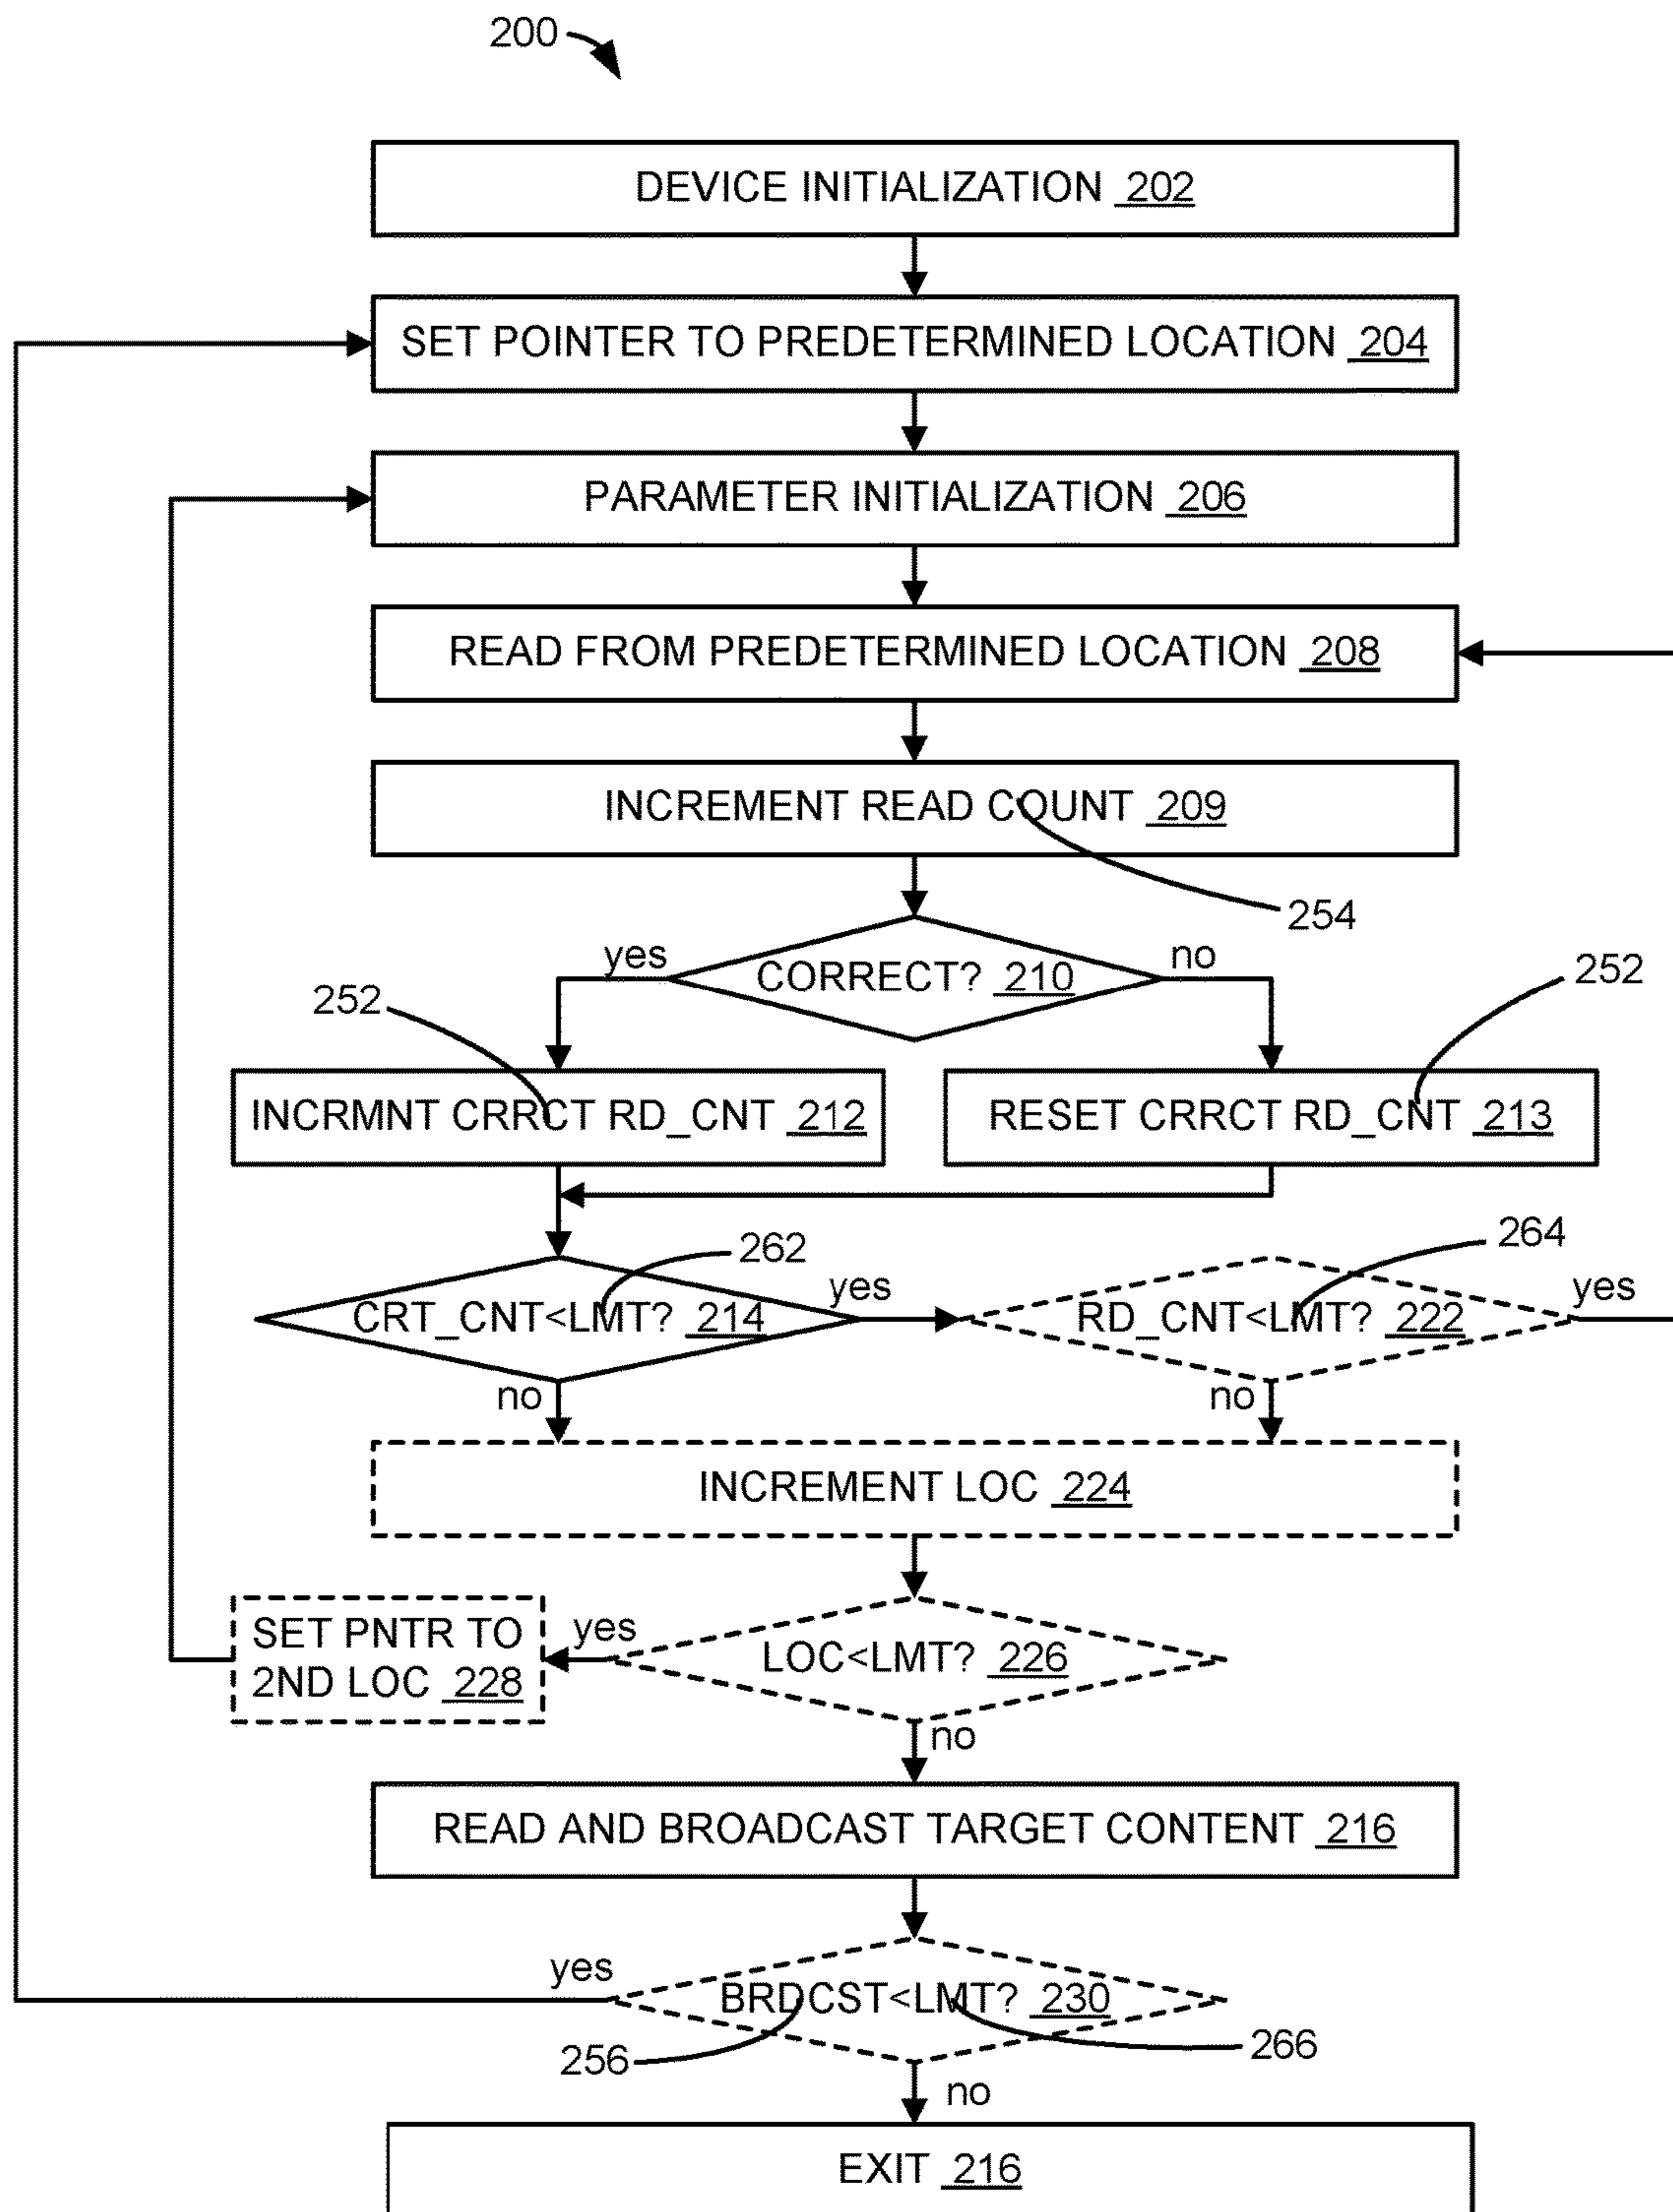 200
DEVICE INITIALIZATION 202
SET POINTER TO PREDETERMINED LOCATION 204
PARAMETER INITIALIZATION 206
READ FROM PREDETERMINED LOCATION 208
INCREMENT READ COUNT 209
254
yes
CORRECT? 210
no
252
252
INCRMNT CRRCT RD_CNT 212
RESET CRRCT RD_CNT 213
262
264
CRT_CNT<LMT? 214
yes
RD_CNT<LMT? 222
yes
no
no
INCREMENT LOC 224
SET PNTR TO
2ND LOC 228
yes
LOC<LMT? 226
no
READ AND BROADCAST TARGET CONTENT 216
yes
BRDCST<LMT? 230
256
266
no
EXIT 216